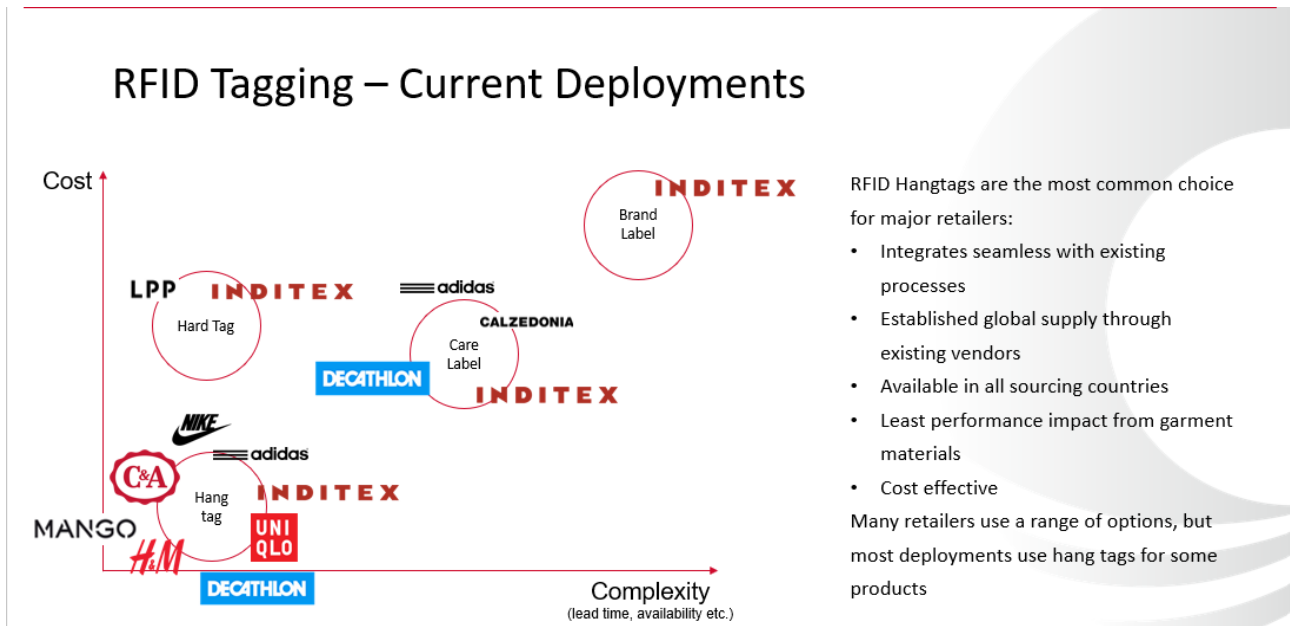 RFID Tagging – Current Deployments
Cost
INDITEX
Brand
Label
LPP
INDITEX
Hard Tag
adidas
CALZEDONIA
Care
Label
DECATHLON
INDITEX
NIKE
adidas
C&A
Hang
tag
INDITEX
MANGO
H&M
UNI
QLO
DECATHLON
Complexity
(lead time, availability etc.)
RFID Hangtags are the most common choice
for major retailers:
• Integrates seamless with existing
processes
• Established global supply through
existing vendors
• Available in all sourcing countries
• Least performance impact from garment
materials
• Cost effective
Many retailers use a range of options, but
most deployments use hang tags for some
products